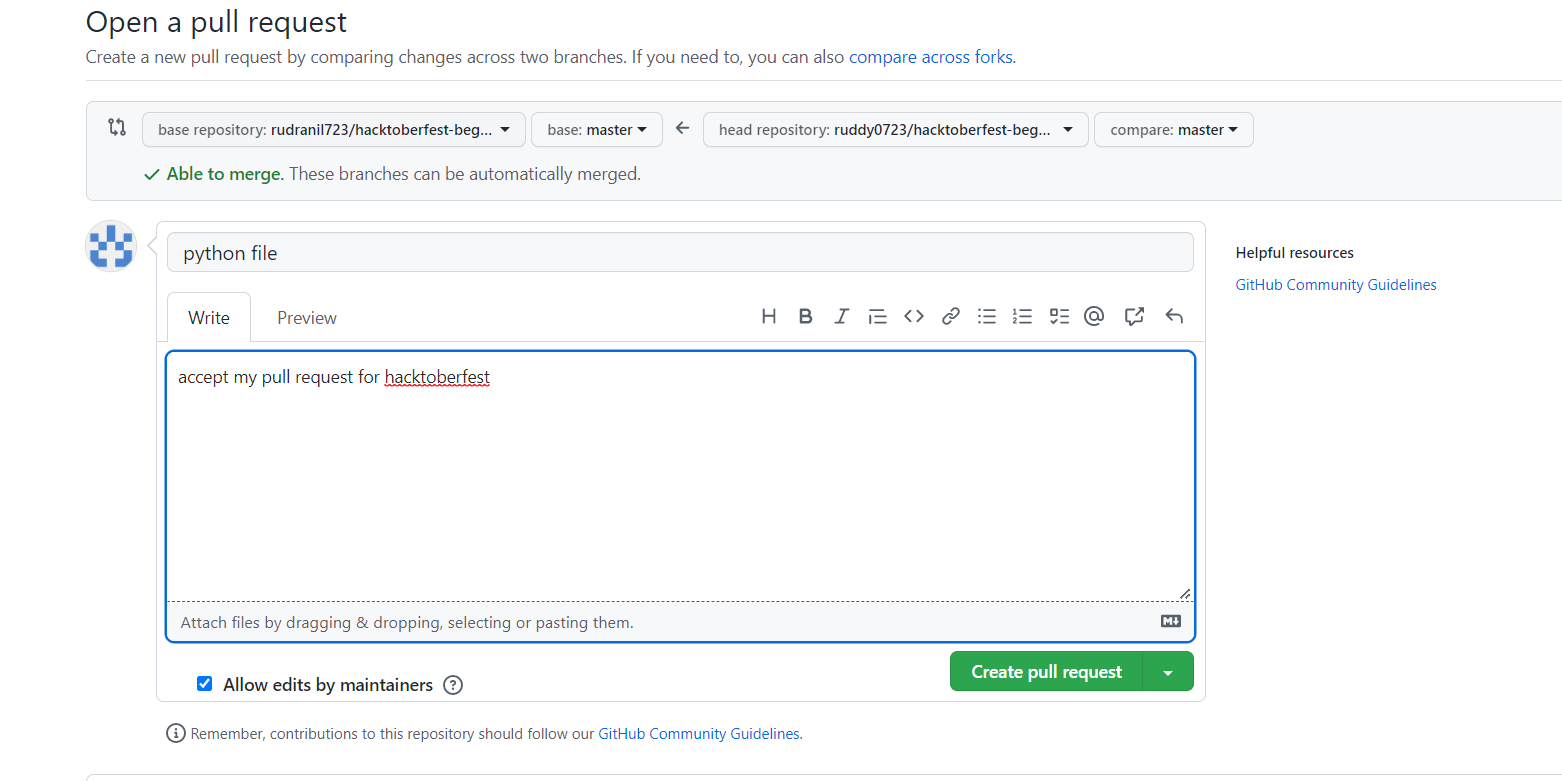 Open a pull request
Create a new pull request by comparing changes across two branches. If you need to, you can also compare across forks.
base repository: rudranil723/hacktoberfest-beg... base: master head repository: ruddy0723/hacktoberfest-beg... compare: master
Able to merge. These branches can be automatically merged.
python file
Helpful resources
GitHub Community Guidelines
Write Preview
accept my pull request for hacktoberfest
Attach files by dragging & dropping, selecting or pasting them.
Allow edits by maintainers
Create pull request
Remember, contributions to this repository should follow our GitHub Community Guidelines.